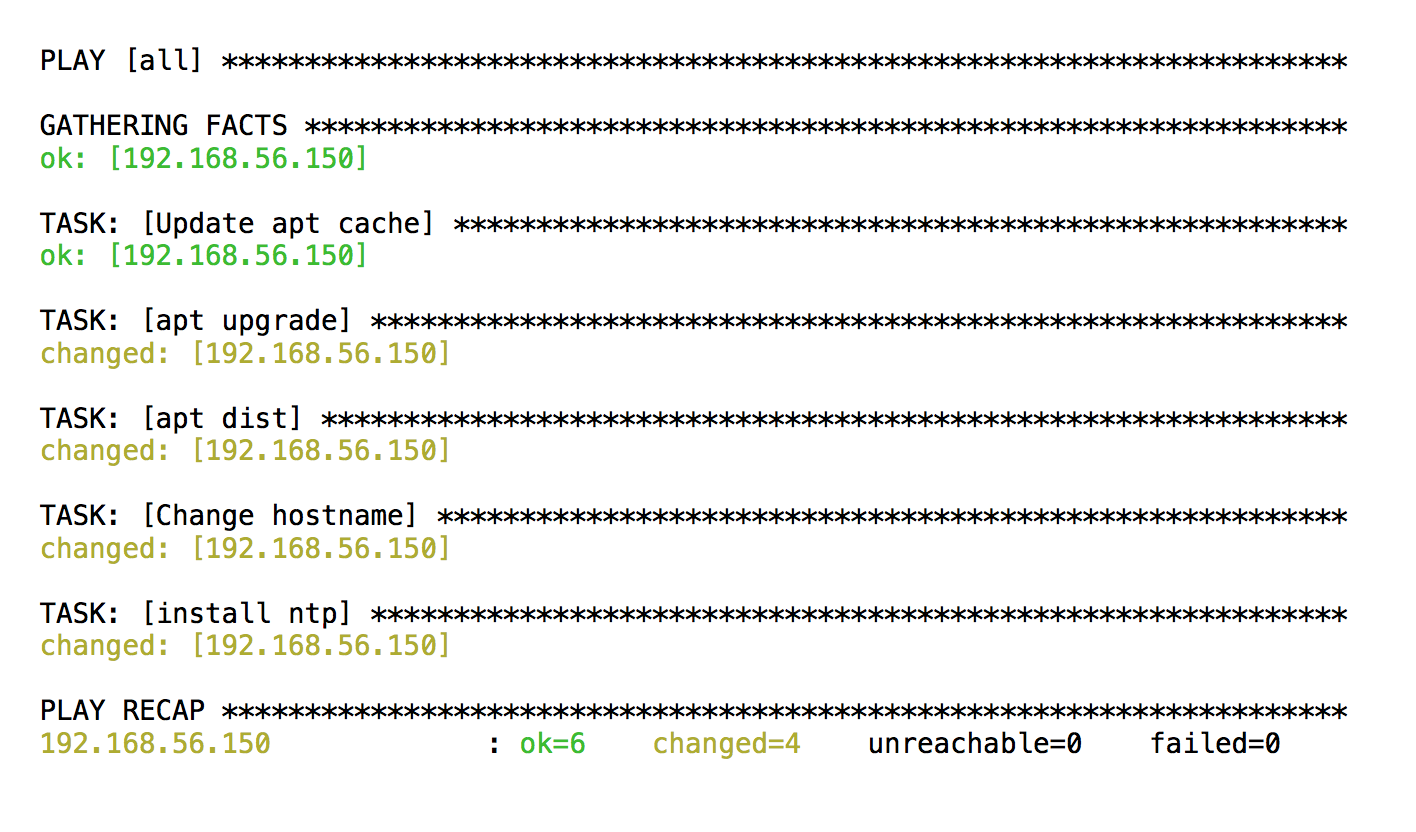 PLAY [all] ********************************************************************
GATHERING FACTS ***************************************************************
ok: [192.168.56.150]
TASK: [Update apt cache] ******************************************************
ok: [192.168.56.150]
TASK: [apt upgrade] ***********************************************************
changed: [192.168.56.150]
TASK: [apt dist] **************************************************************
changed: [192.168.56.150]
TASK: [Change hostname] *******************************************************
changed: [192.168.56.150]
TASK: [install ntp] ***********************************************************
changed: [192.168.56.150]
PLAY RECAP ********************************************************************
192.168.56.150             : ok=6    changed=4    unreachable=0    failed=0